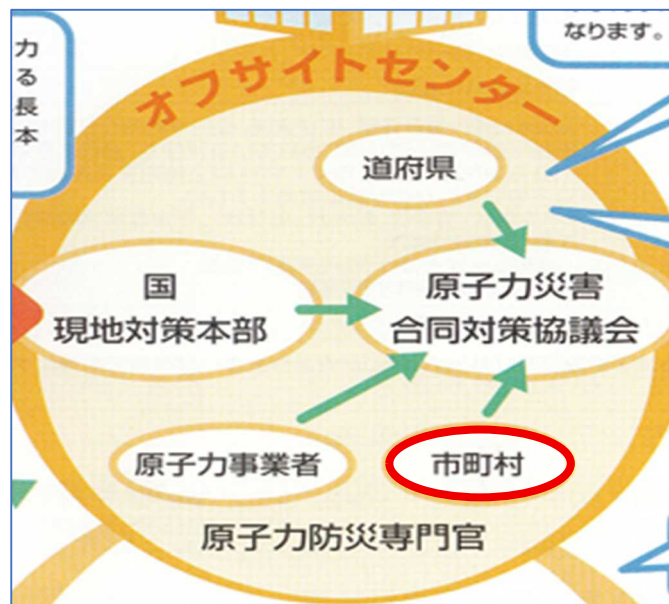 なります。
力
る
長
本
オフサイトセンター
道府県
国
現地対策本部
原子力災害
合同対策協議会
原子力事業者
市町村
原子力防災専門官